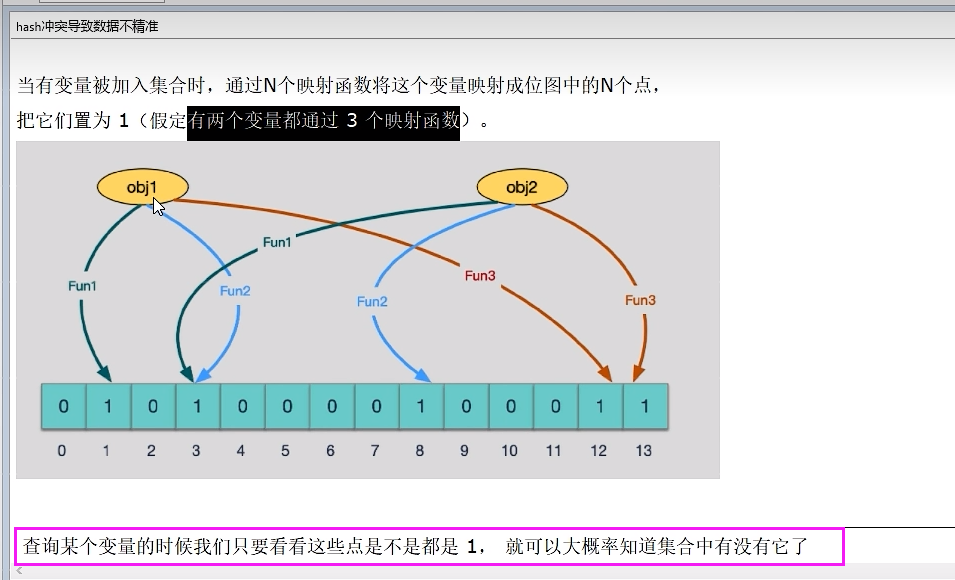 hash冲突导致数据不精准
当有变量被加入集合时，通过N个映射函数将这个变量映射成位图中的N个点，
把它们置为 1（假定有两个变量都通过 3 个映射函数）。
obj1 obj2
Fun1
Fun3
Fun1 Fun2 Fun2 Fun3
0 1 0 1 0 0 0 0 1 0 0 0 1 1
0 1 2 3 4 5 6 7 8 9 10 11 12 13
查询某个变量的时候我们只要看看这些点是不是都是 1， 就可以大概率知道集合中有没有它了